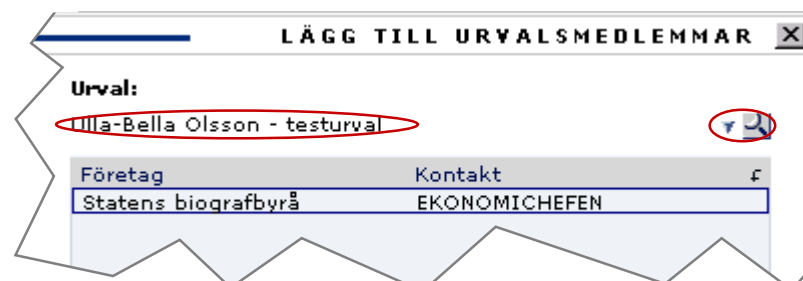 LÄGG TILL URVALSMEDLEMMAR
Urval:
Ulla-Bella Olsson - testurval
Företag Kontakt
Statens biografbyrå EKONOMICHEFEN